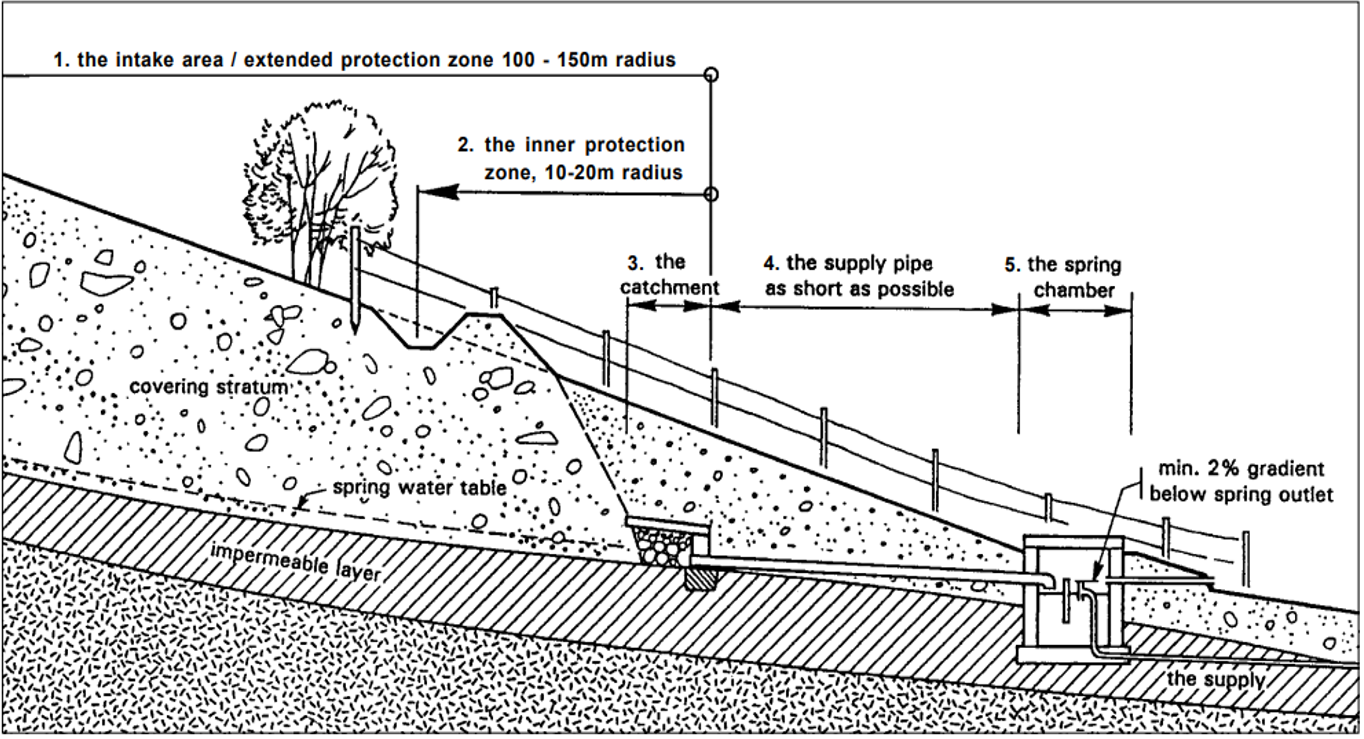 1. the intake area / extended protection zone 100 - 150m radius
2. the inner protection
zone, 10-20m radius
3. the
catchment
4. the supply pipe
as short as possible
5. the spring
chamber
covering stratum
min. 2% gradient
below spring outlet
spring water table
impermeable layer
the supply